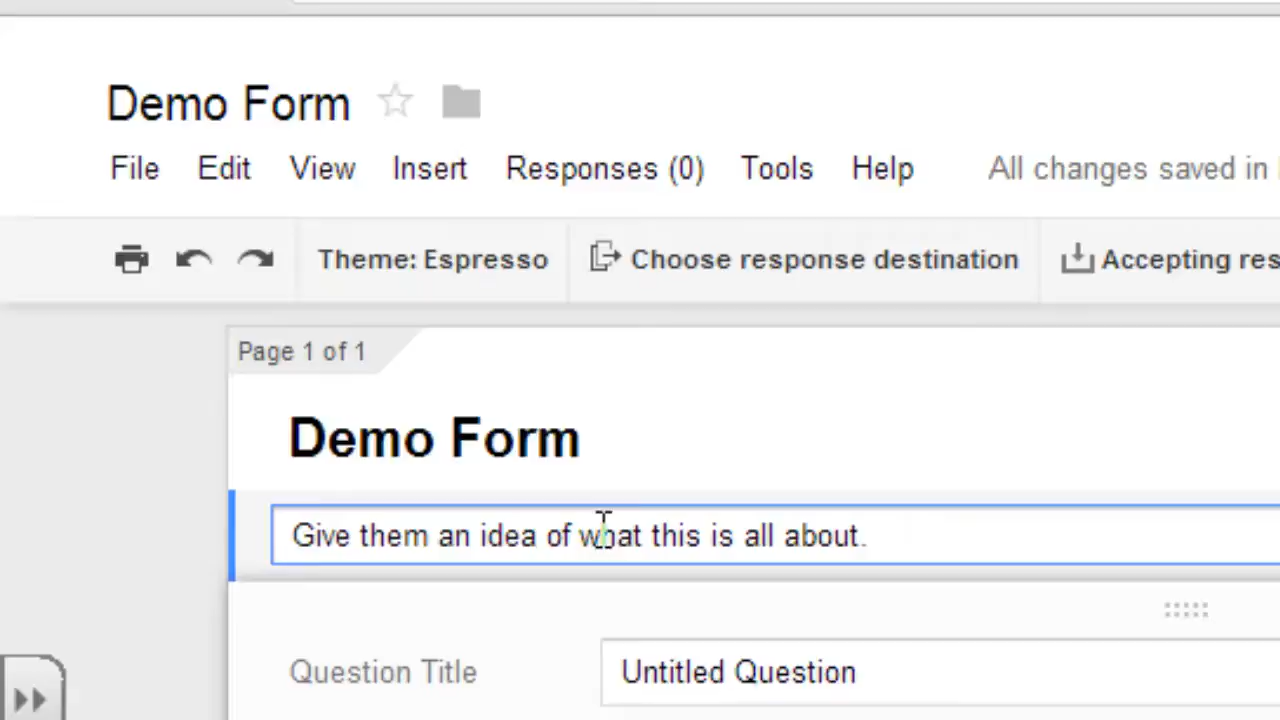 Demo Form
File Edit View Insert Responses (0) Tools Help All changes saved in
Theme: Espresso Choose response destination Accepting res
Page 1 of 1
Demo Form
Give them an idea of what this is all about.
Question Title Untitled Question